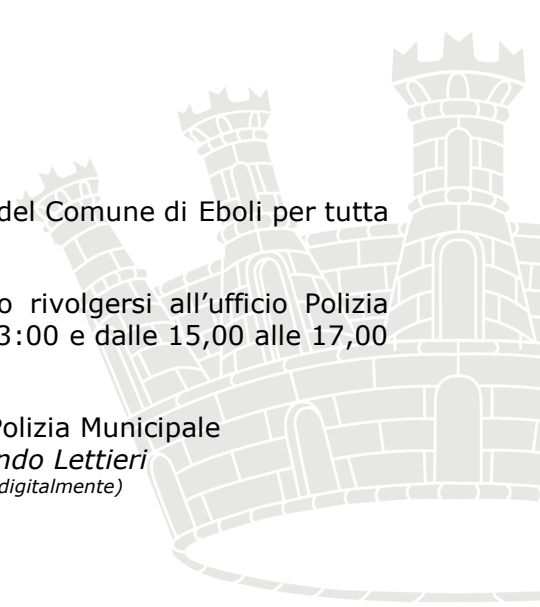 del Comune di Eboli per tutta
o rivolgersi all'ufficio Polizia
3:00 e dalle 15,00 alle 17,00
Polizia Municipale
ndo Lettieri
digitalmente)